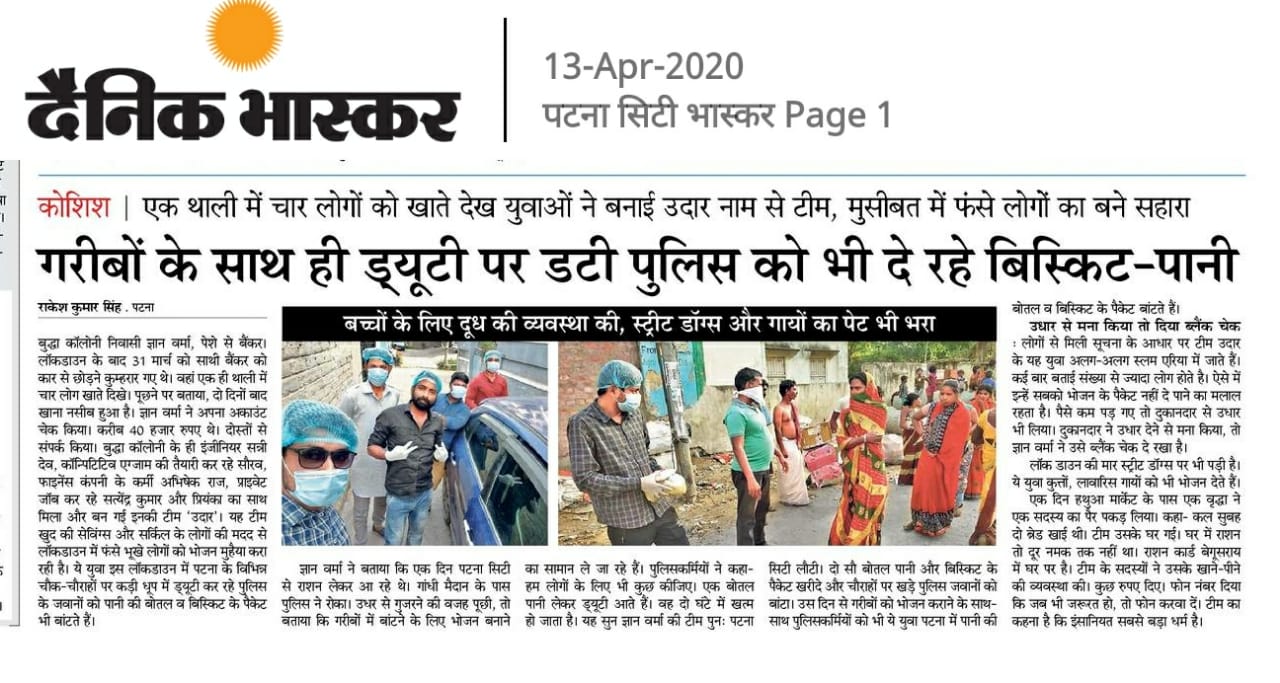 दैनिक भास्कर
13-Apr-2020
पटना सिटी भास्कर Page 1
कोशिश | एक थाली में चार लोगों को खाते देख युवाओं ने बनाई उदार नाम से टीम, मुसीबत में फंसे लोगों का बने सहारा
गरीबों के साथ ही ड्यूटी पर डटी पुलिस को भी दे रहे बिस्किट-पानी
राकेश कुमार सिंह . पटना
बुद्धा कॉलोनी निवासी ज्ञान वर्मा, पेशे से बैंकर।
लॉकडाउन के बाद 31 मार्च को साथी बैंकर को
कार से छोड़ने कुम्हरार गए थे। वहां एक ही थाली में
चार लोग खाते दिखे। पूछने पर बताया, दो दिनों बाद
खाना नसीब हुआ है। ज्ञान वर्मा ने अपना अकाउंट
चेक किया। करीब 40 हजार रुपए थे। दोस्तों से
संपर्क किया। बुद्धा कॉलोनी के ही इंजीनियर सन्नी
देव, कॉम्पिटिटिव एग्जाम की तैयारी कर रहे सौरव,
फाइनेंस कंपनी के कर्मी अभिषेक राज, प्राइवेट
जॉब कर रहे सत्येंद्र कुमार और प्रियंका का साथ
मिला और बन गई इनकी टीम ‘उदार’। यह टीम
खुद की सेविंग्स और सर्किल के लोगों की मदद से
लॉकडाउन में फंसे भूखे लोगों को भोजन मुहैया करा
रही है। ये युवा इस लॉकडाउन में पटना के विभिन्न
चौक-चौराहों पर कड़ी धूप में ड्यूटी कर रहे पुलिस
के जवानों को पानी की बोतल व बिस्किट के पैकेट
भी बांटते हैं।
बच्चों के लिए दूध की व्यवस्था की, स्ट्रीट डॉग्स और गायों का पेट भी भरा
From
ज्ञान वर्मा ने बताया कि एक दिन पटना सिटी
से राशन लेकर आ रहे थे। गांधी मैदान के पास
पुलिस ने रोका। उधर से गुजरने की वजह पूछी, तो
बताया कि गरीबों में बांटने के लिए भोजन बनाने
का सामान ले जा रहे हैं। पुलिसकर्मियों ने कहा-
हम लोगों के लिए भी कुछ कीजिए। एक बोतल
पानी लेकर ड्यूटी आते हैं। वह दो घंटे में खत्म
हो जाता है। यह सुन ज्ञान वर्मा की टीम पुनः पटना
सिटी लौटी। दो सौ बोतल पानी और बिस्किट के
पैकेट खरीदे और चौराहों पर खड़े पुलिस जवानों को
बांटा। उस दिन से गरीबों को भोजन कराने के साथ-
साथ पुलिसकर्मियों को भी ये युवा पटना में पानी की
बोतल व बिस्किट के पैकेट बांटते हैं।
उधार से मना किया तो दिया ब्लैंक चेक
: लोगों से मिली सूचना के आधार पर टीम उदार
के यह युवा अलग-अलग स्लम एरिया में जाते हैं।
कई बार बताई संख्या से ज्यादा लोग होते है। ऐसे में
इन्हें सबको भोजन के पैकेट नहीं दे पाने का मलाल
रहता है। पैसे कम पड़ गए तो दुकानदार से उधार
भी लिया। दुकानदार ने उधार देने से मना किया, तो
ज्ञान वर्मा ने उसे ब्लैंक चेक दे रखा है।
लॉक डाउन की मार स्ट्रीट डॉग्स पर भी पड़ी है।
ये युवा कुत्तों, लावारिस गायों को भी भोजन देते हैं।
एक दिन हथुआ मार्केट के पास एक वृद्धा ने
एक सदस्य का पैर पकड़ लिया। कहा- कल सुबह
दो ब्रेड खाई थी। टीम उसके घर गई। घर में राशन
तो दूर नमक तक नहीं था। राशन कार्ड बेगूसराय
में घर पर है। टीम के सदस्यों ने उसके खाने-पीने
की व्यवस्था की। कुछ रुपए दिए। फोन नंबर दिया
कि जब भी जरूरत हो, तो फोन करवा दें। टीम का
कहना है कि इंसानियत सबसे बड़ा धर्म है।